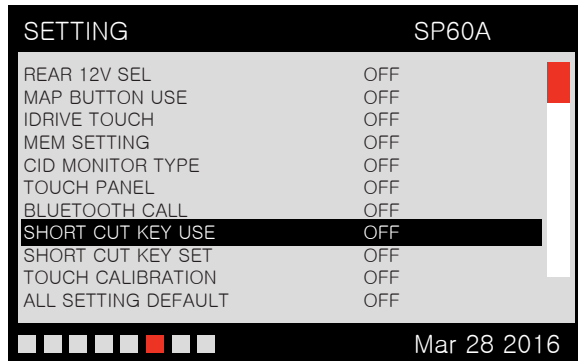 SETTING SP60A
REAR 12V SEL OFF
MAP BUTTON USE OFF
IDRIVE TOUCH OFF
MEM SETTING OFF
CID MONITOR TYPE OFF
TOUCH PANEL OFF
BLUETOOTH CALL OFF
SHORT CUT KEY USE OFF
SHORT CUT KEY SET OFF
TOUCH CALIBRATION OFF
ALL SETTING DEFAULT OFF
Mar 28 2016